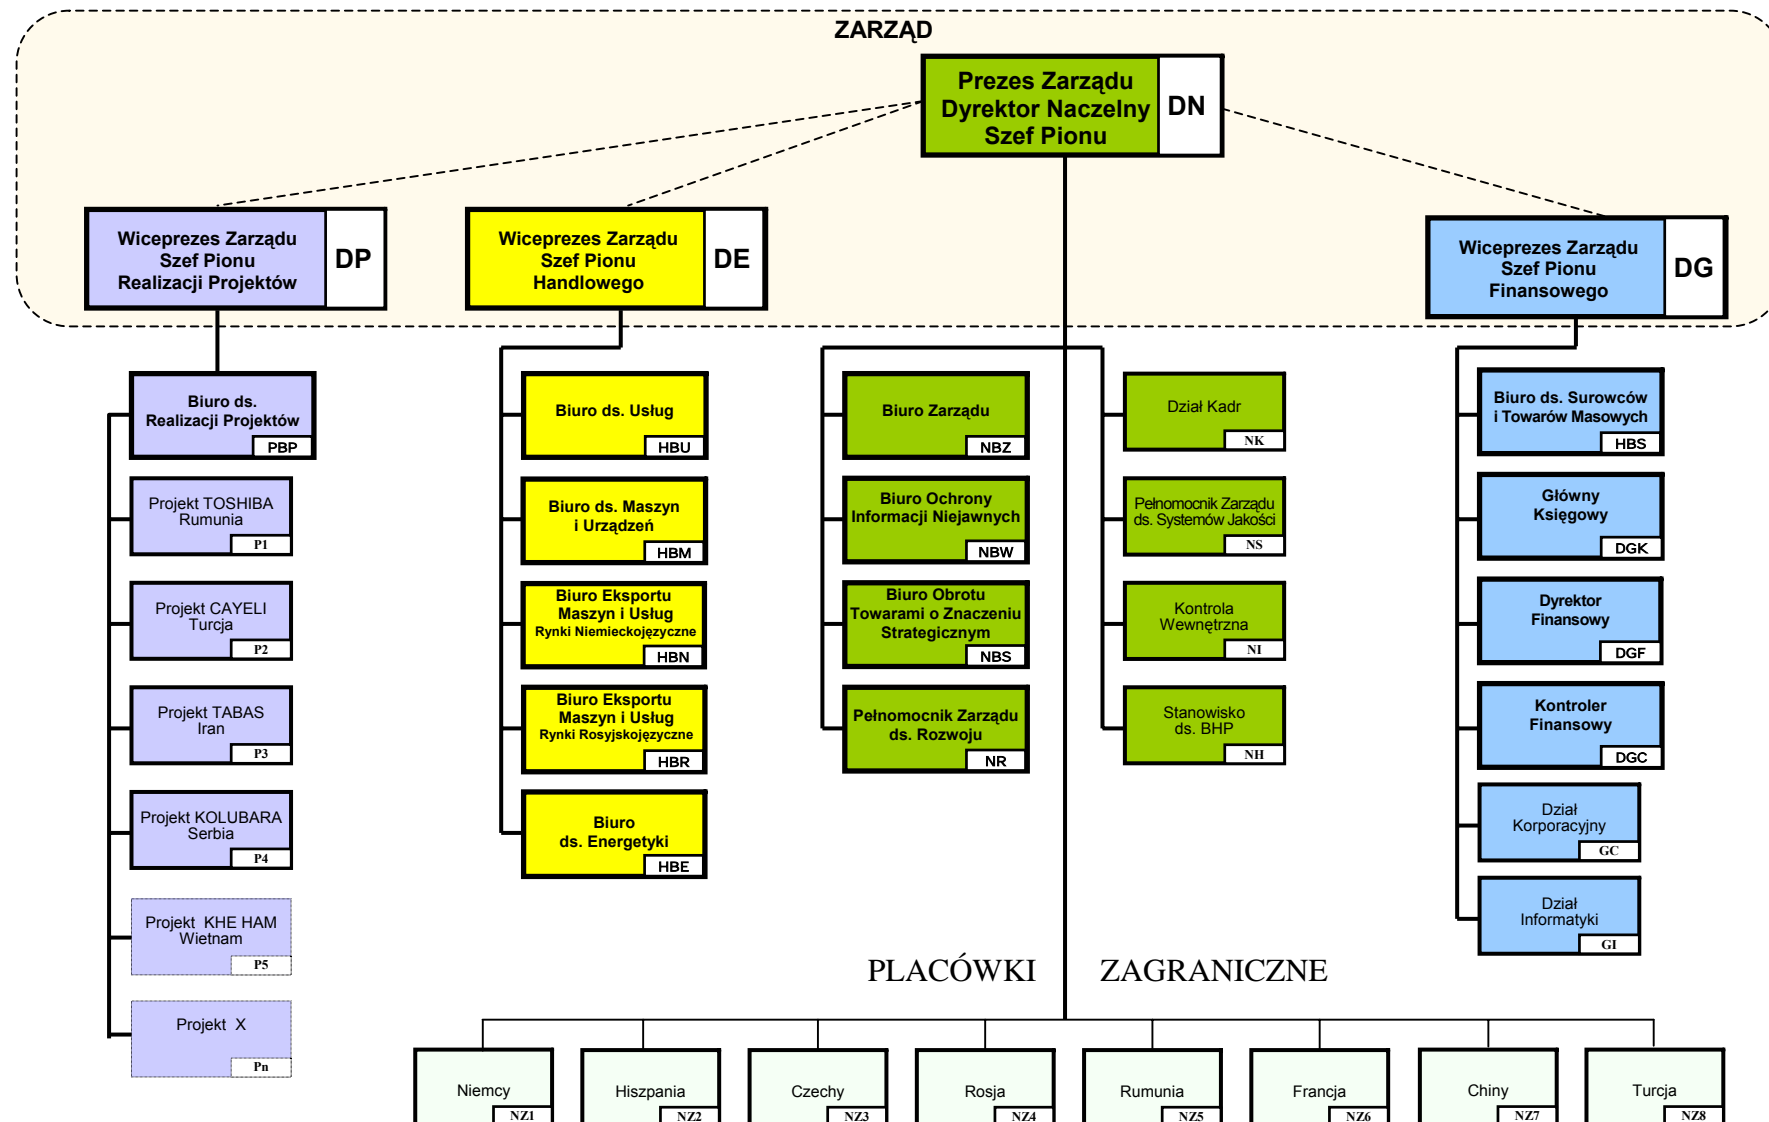 ZARZĄD
Prezes Zarządu
Dyrektor Naczelny
Szef Pionu
DN
Wiceprezes Zarządu
Szef Pionu
Realizacji Projektów
DP
Wiceprezes Zarządu
Szef Pionu
Handlowego
DE
Wiceprezes Zarządu
Szef Pionu
Finansowego
DG
Biuro ds.
Realizacji Projektów
PBP
Projekt TOSHIBA
Rumunia
P1
Projekt CAYELI
Turcja
P2
Projekt TABAS
Iran
P3
Projekt KOLUBARA
Serbia
P4
Projekt KHE HAM
Wietnam
P5
Projekt X
Pn
Biuro ds. Usług
HBU
Biuro ds. Maszyn
i Urządzeń
HBM
Biuro Eksportu
Maszyn i Usług
Rynki Niemieckojęzyczne
HBN
Biuro Eksportu
Maszyn i Usług
Rynki Rosyjskojęzyczne
HBR
Biuro
ds. Energetyki
HBE
Biuro Zarządu
NBZ
Biuro Ochrony
Informacji Niejawnych
NBW
Biuro Obrotu
Towarami o Znaczeniu
Strategicznym
NBS
Pełnomocnik Zarządu
ds. Rozwoju
NR
Dział Kadr
NK
Pełnomocnik Zarządu
ds. Systemów Jakości
NS
Kontrola
Wewnętrzna
NI
Stanowisko
ds. BHP
NH
Biuro ds. Surowców
i Towarów Masowych
HBS
Główny
Księgowy
DGK
Dyrektor
Finansowy
DGF
Kontroler
Finansowy
DGC
Dział
Korporacyjny
GC
Dział
Informatyki
GI
PLACÓWKI ZAGRANICZNE
Niemcy
NZ1
Hiszpania
NZ2
Czechy
NZ3
Rosja
NZ4
Rumunia
NZ5
Francja
NZ6
Chiny
NZ7
Turcja
NZ8